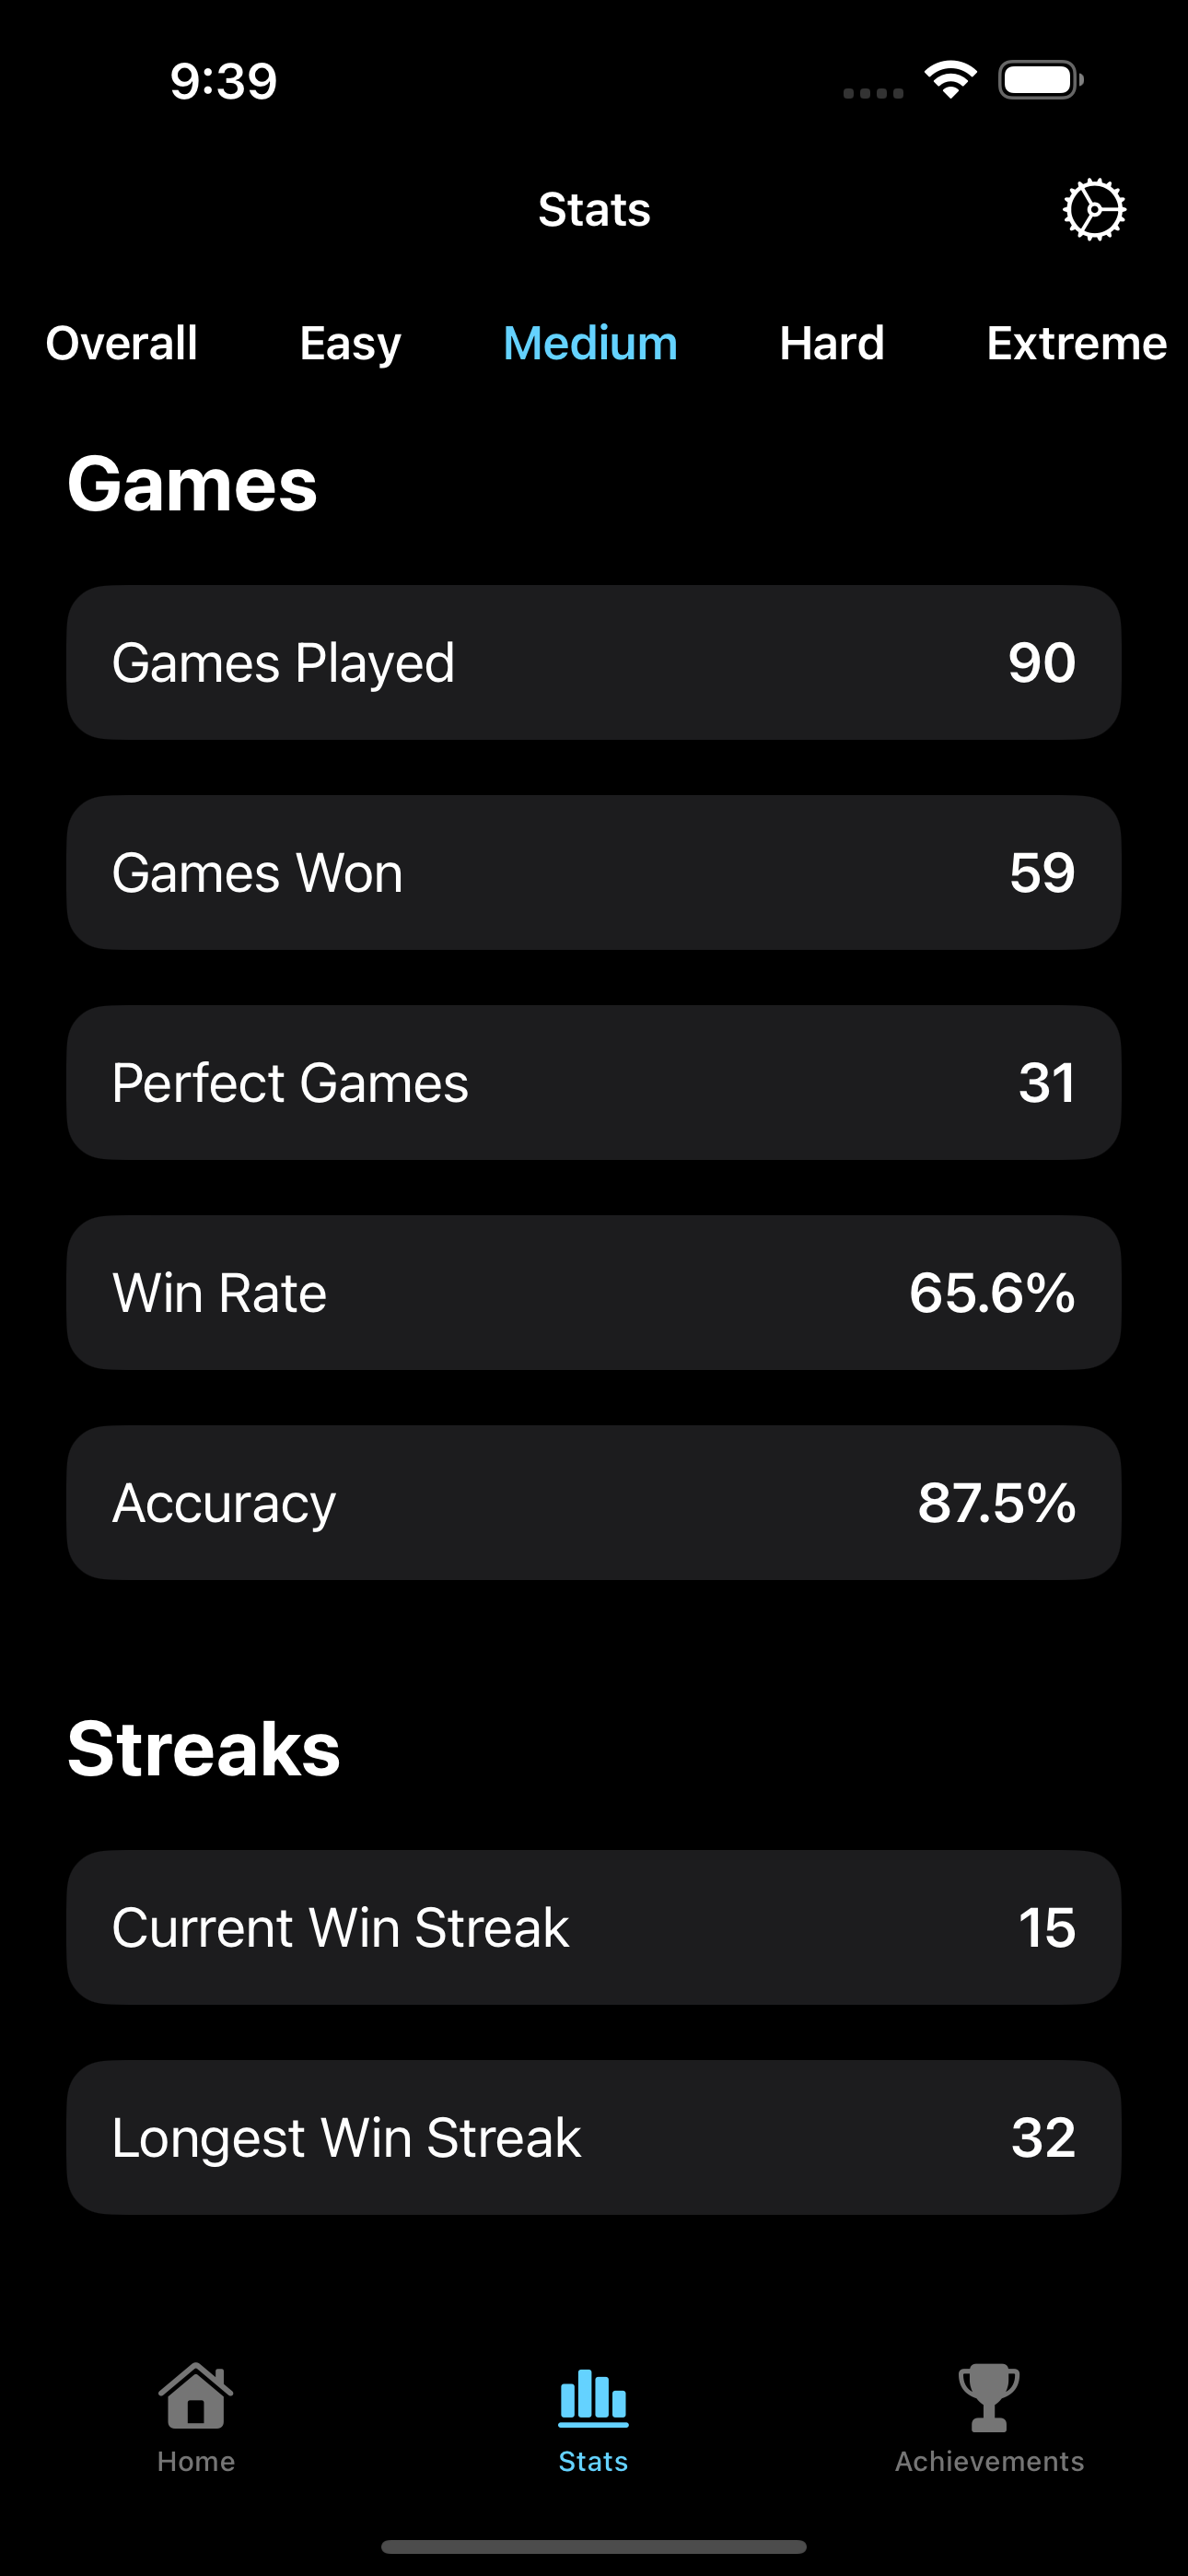 9:39
Stats
Overall Easy Medium Hard Extreme
Games
Games Played 90
Games Won 59
Perfect Games 31
Win Rate 65.6%
Accuracy 87.5%
Streaks
Current Win Streak 15
Longest Win Streak 32
Home Stats Achievements